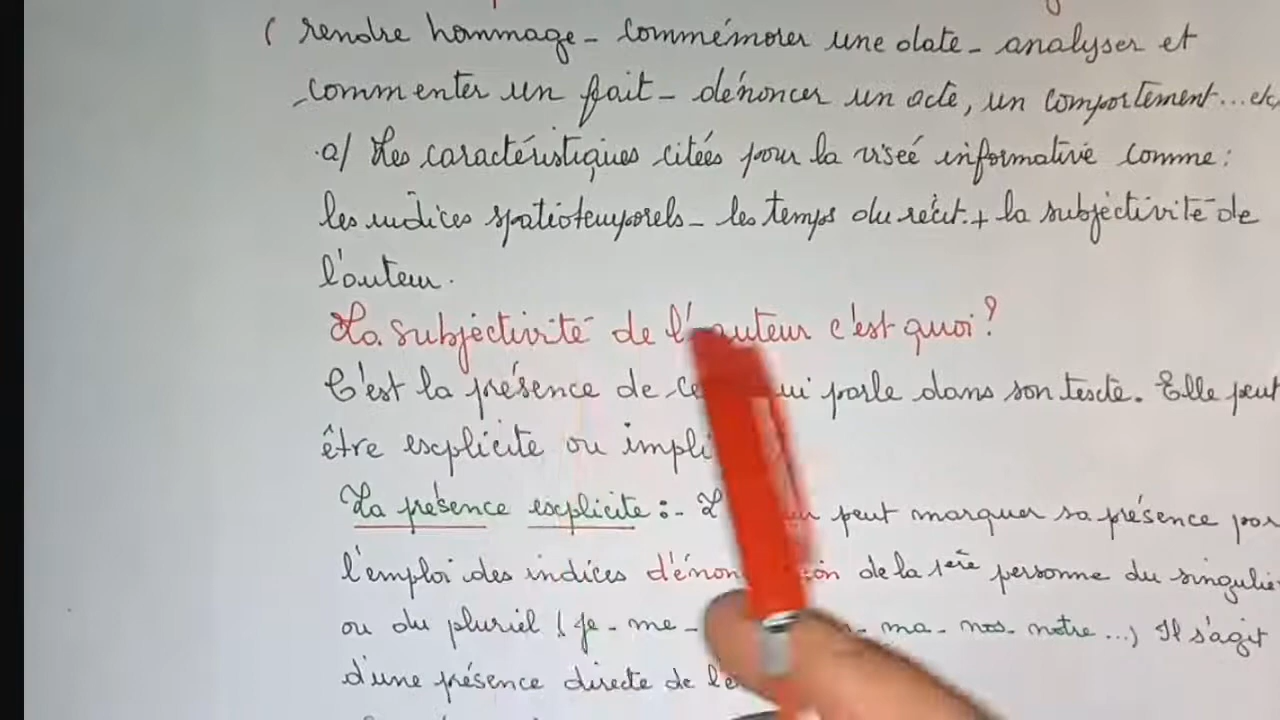 ( rendre hommage - commémorer une date - analyser et
commenter un fait - dénoncer un acte, un comportement...etc
a/ Les caractéristiques citées pour la viseé informative comme :
les indices spatiotemporels - les temps du récit + la subjectivité de
l'auteur.
La subjectivité de l'auteur c'est quoi ?
C'est la présence de qui parle dans son texte. Elle peut
être explicite ou
La présence explicite :- peut marquer sa présence par
l'emploi des indices de la 1ère personne du
ou du pluriel ( je - me - ma - nos - notre ...) Il s'agit
d'une présence directe de